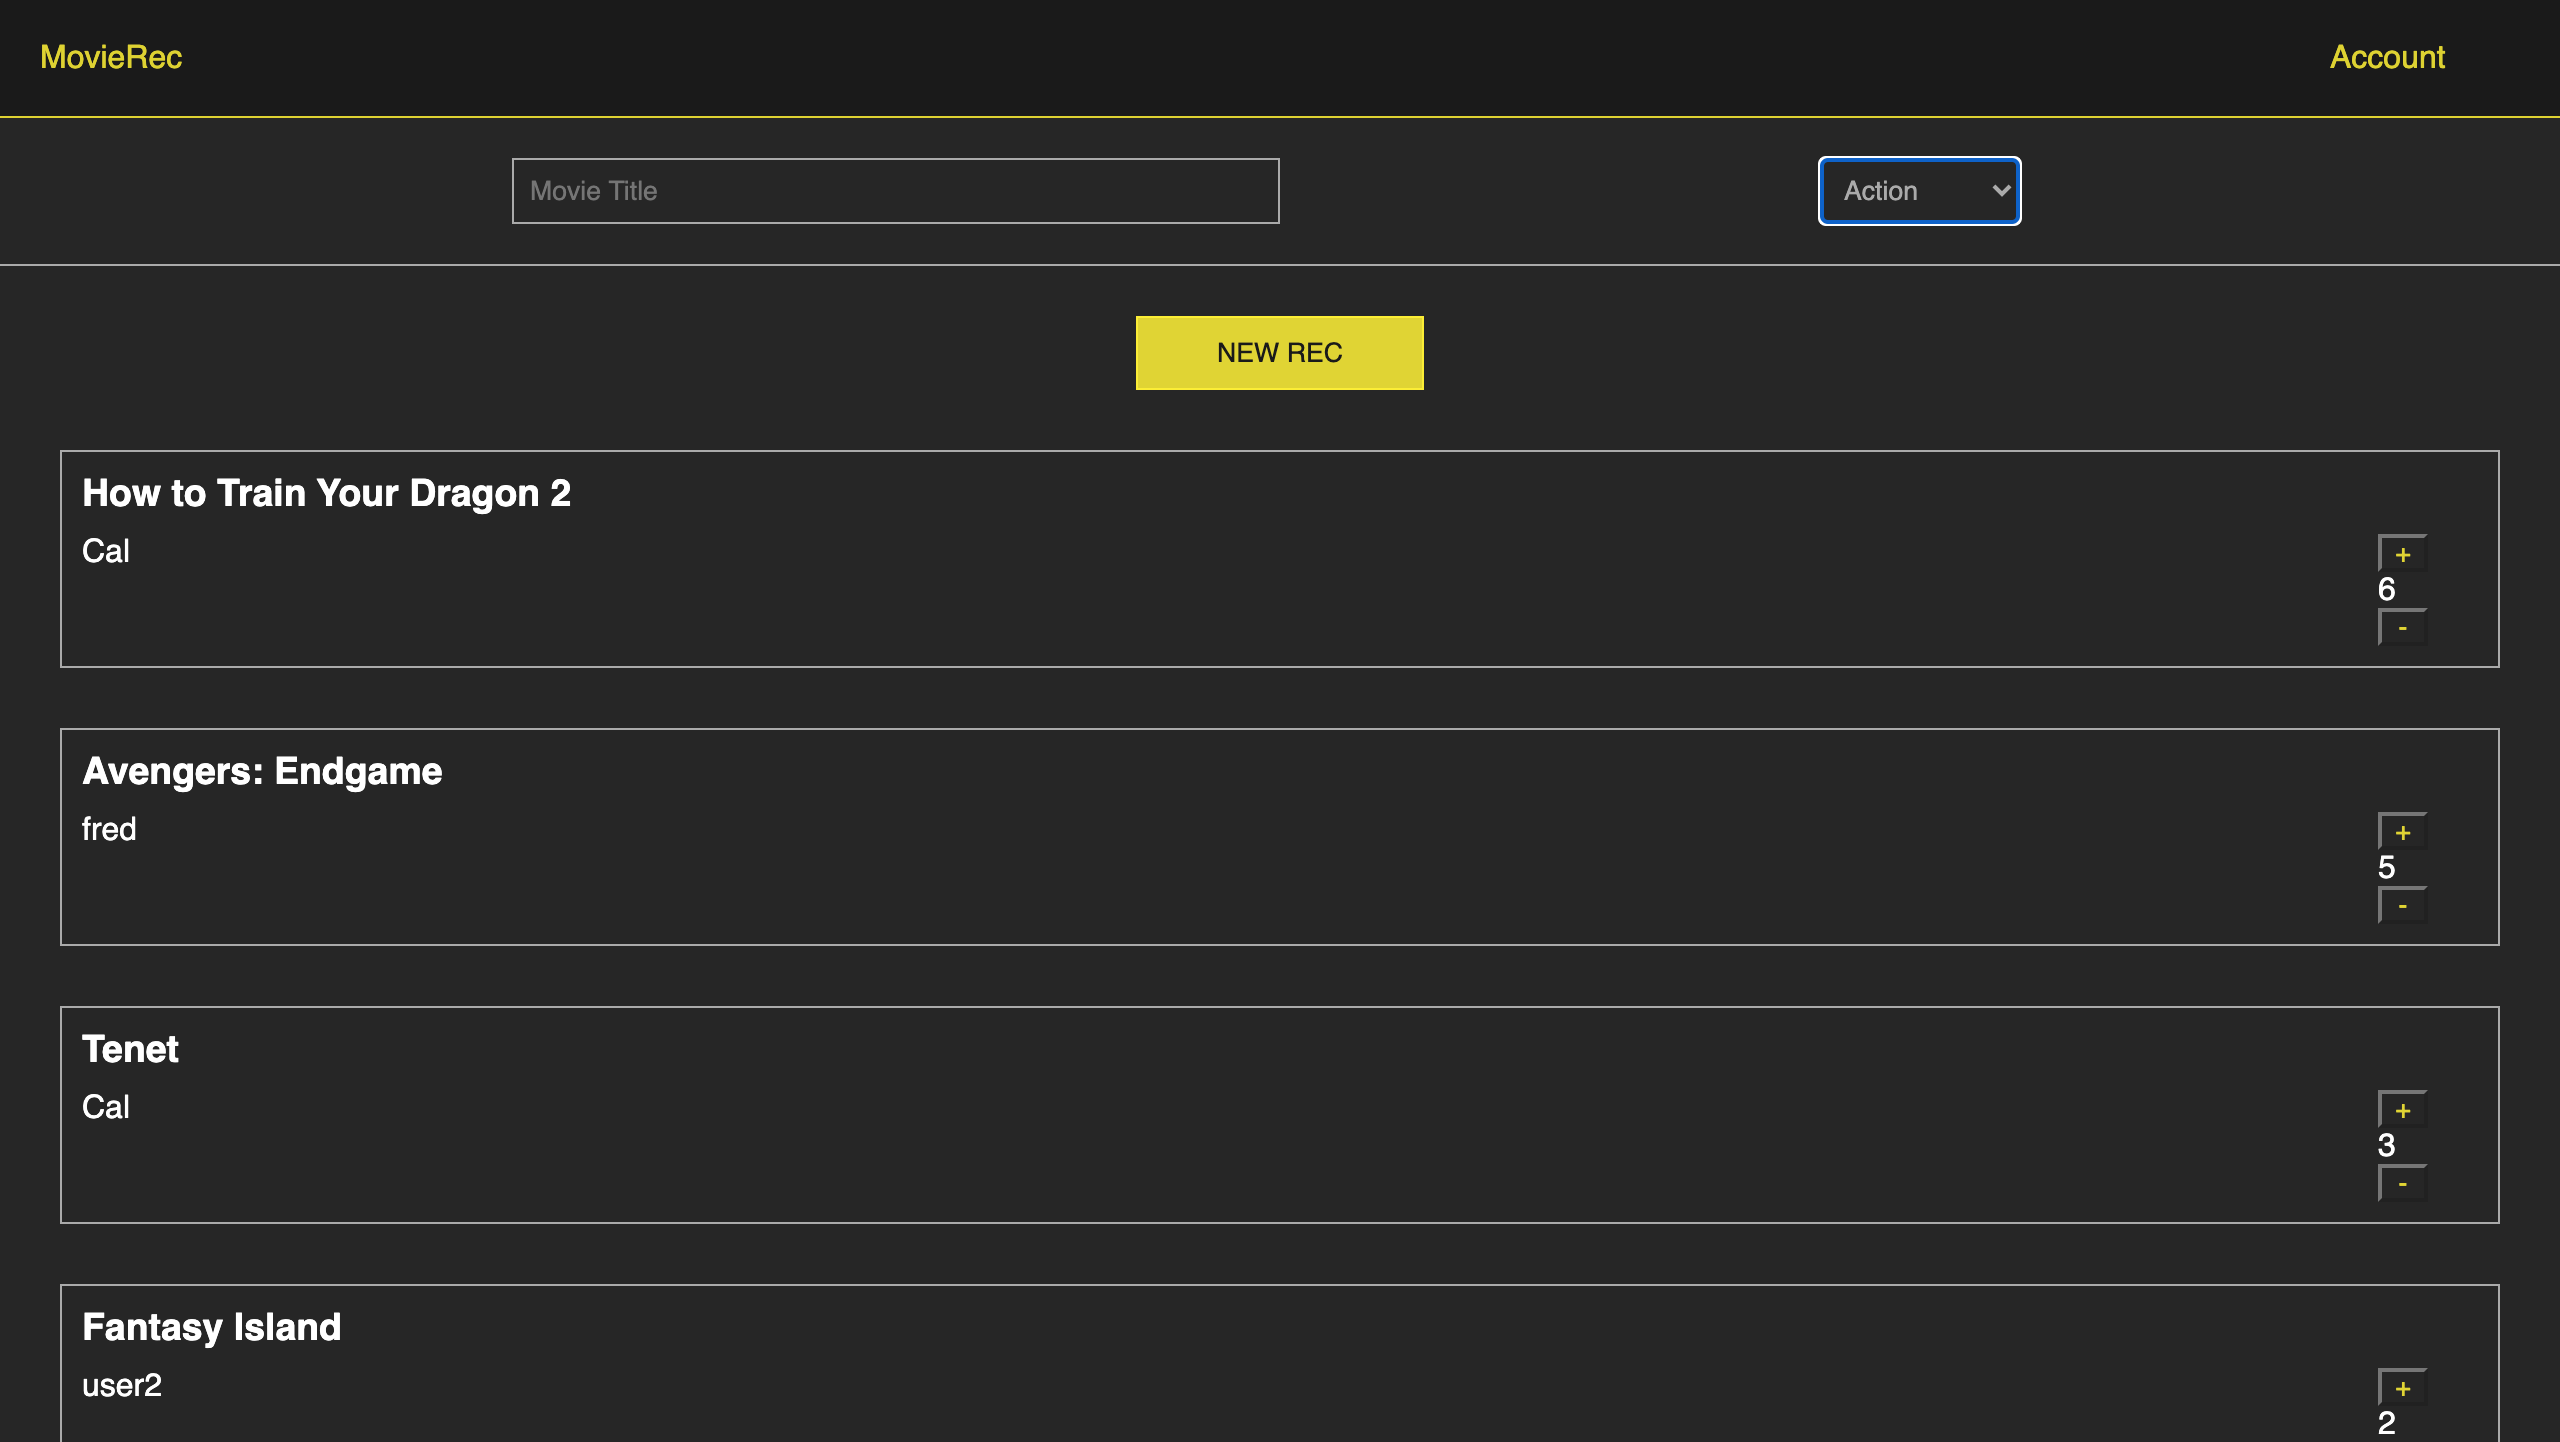 MovieRec
Account
Movie Title
Action
NEW REC
How to Train Your Dragon 2
Cal
+
6
-
Avengers: Endgame
fred
+
5
-
Tenet
Cal
+
3
-
Fantasy Island
user2
+
2